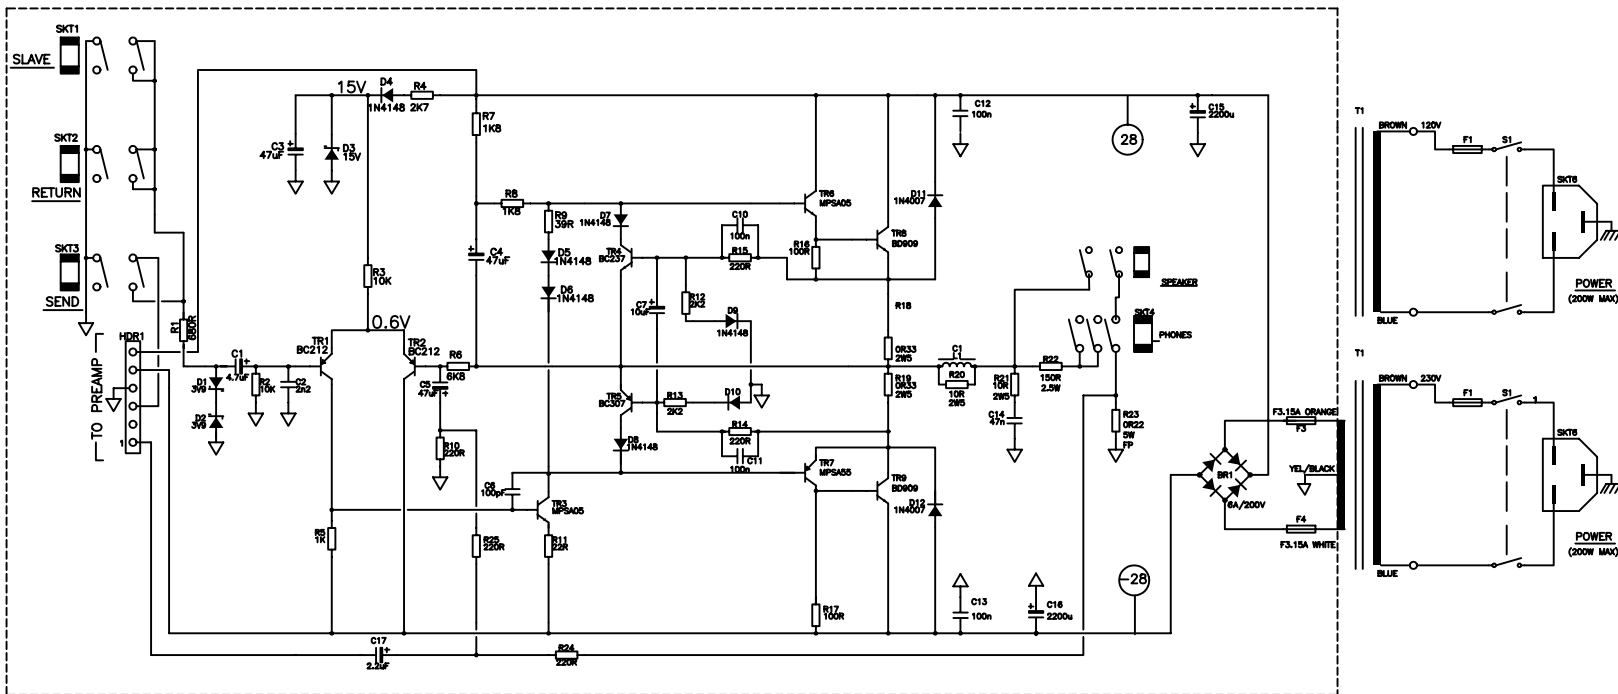 SKT1
SLAVE
SKT2
RETURN
SKT3
SEND
HDR1
TO PREAMP
1
R1
680R
D1
3V9
D2
3V9
C1
4.7uF
+
R2
10K
C2
2n2
C3
47uF
+
15V
D3
15V
D4
1N4148
R4
2K7
R3
10K
0.6V
TR1
BC212
TR2
BC212
R5
1K
R6
6K8
C5
47uF
+
R10
220R
R7
1K8
R8
1K8
C4
47uF
+
R9
39R
D5
1N4148
D6
1N4148
D7
1N4148
TR4
BC237
C10
100n
R15
220R
C7
10uF
+
R12
2K2
D9
1N4148
TR5
BC307
R13
2K2
D10
R14
220R
C11
100n
D8
1N4148
C6
100pF
TR3
MPSA05
R11
22R
R25
220R
C17
2.2uF
+
R24
220R
TR6
MPSA05
R16
100R
TR8
BD909
D11
1N4007
R18
0R33
2W5
R19
0R33
2W5
TR7
MPSA55
TR9
BD909
D12
1N4007
R17
100R
C12
100n
28
C15
2200u
+
C1
L1
R20
10R
2W5
R21
10R
2W5
C14
47n
R22
150R
2.5W
R23
0R22
5W
FP
SPEAKER
SKT4
PHONES
C13
100n
C16
2200u
+
-28
BR1
6A/200V
F3.15A ORANGE
F3
YEL/BLACK
F4
F3.15A WHITE
T1
BROWN
120V
F1
S1
SKT6
BLUE
POWER
(200W MAX)
T1
BROWN
230V
F1
S1
1
SKT6
BLUE
POWER
(200W MAX)